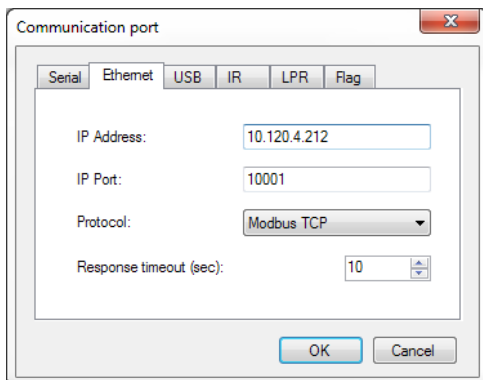 Communication port
Serial Ethernet USB IR LPR Flag
IP Address: 10.120.4.212
IP Port: 10001
Protocol: Modbus TCP
Response timeout (sec): 10
OK Cancel